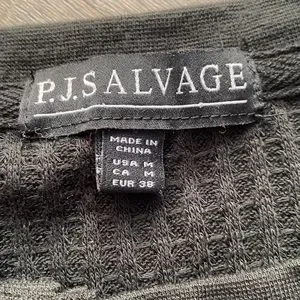 P.J.SALVAGE
MADE IN
CHINA
USA M
CA M
EUR 38